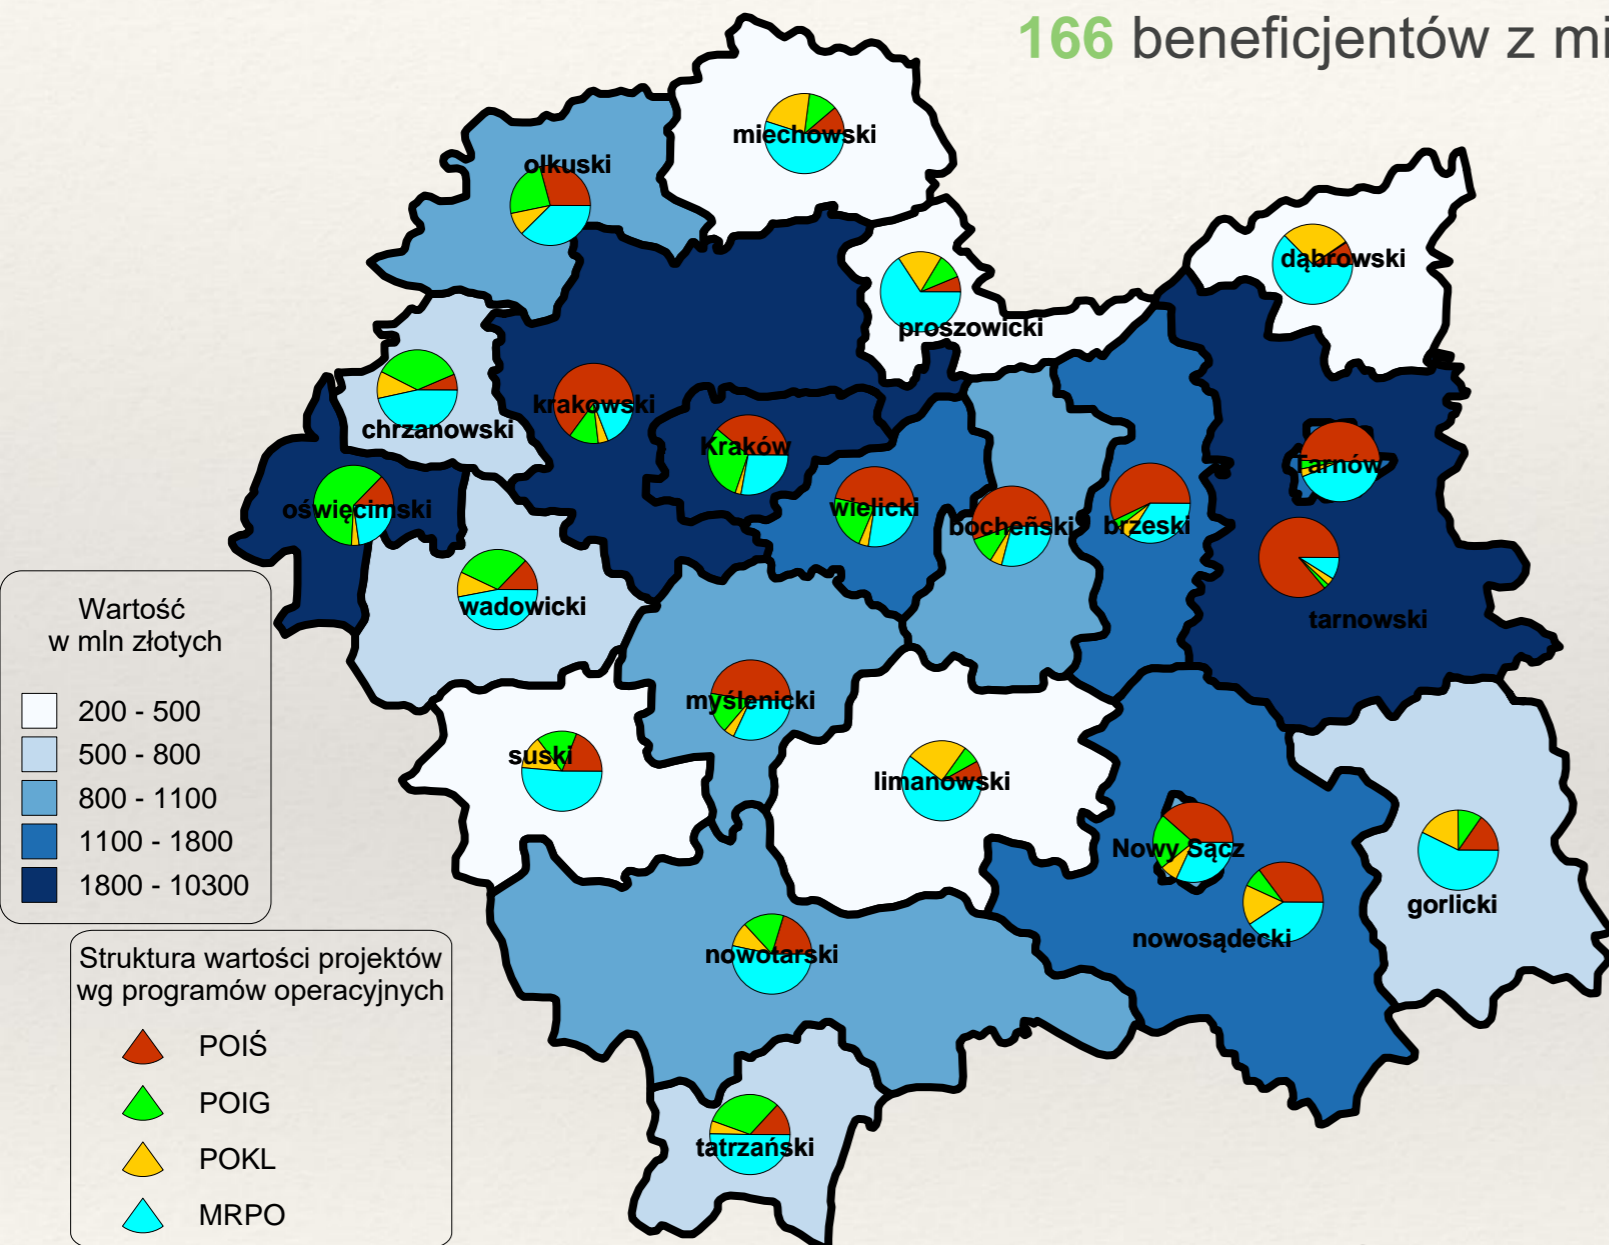 166 beneficjentów z mi
miechowski
olkuski
dąbrowski
proszowicki
krakowski
chrzanowski
Kraków
Tarnów
oświęcimski
wielicki
bocheñski
brzeski
wadowicki
tarnowski
myślenicki
suski
limanowski
Nowy Sącz
gorlicki
nowosądecki
nowotarski
tatrzański
Wartość
w mln złotych
200 - 500
500 - 800
800 - 1100
1100 - 1800
1800 - 10300
Struktura wartości projektów
wg programów operacyjnych
POIŚ
POIG
POKL
MRPO